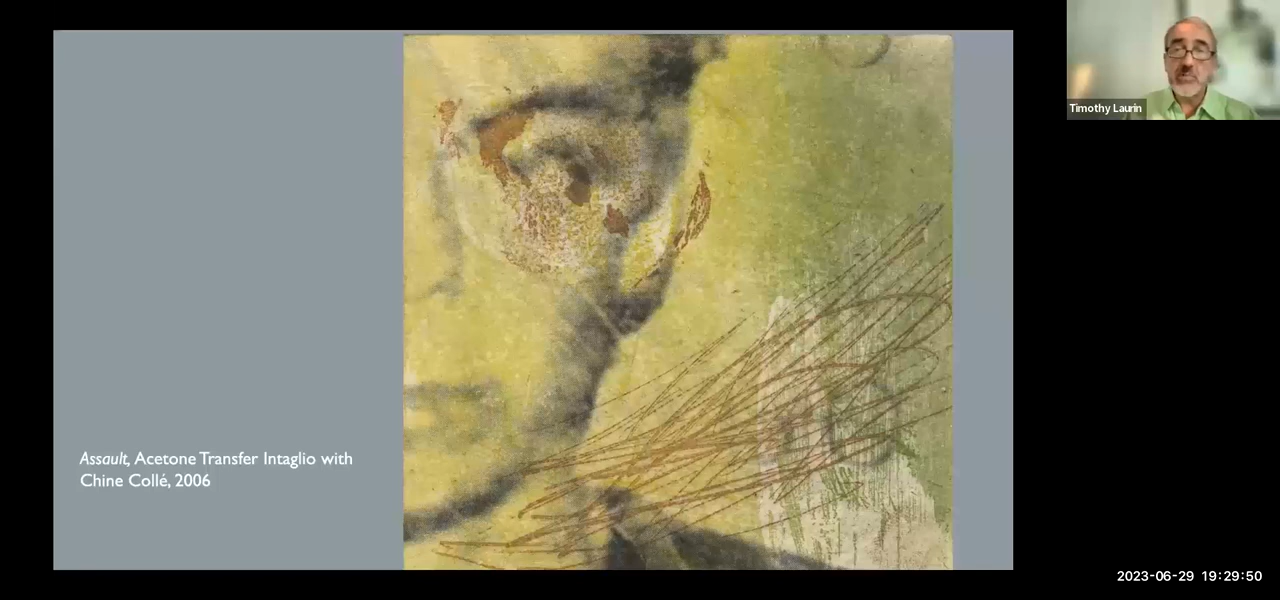 Timothy Laurin
Assault, Acetone Transfer Intaglio with
Chine Collé, 2006
2023-06-29 19:29:50